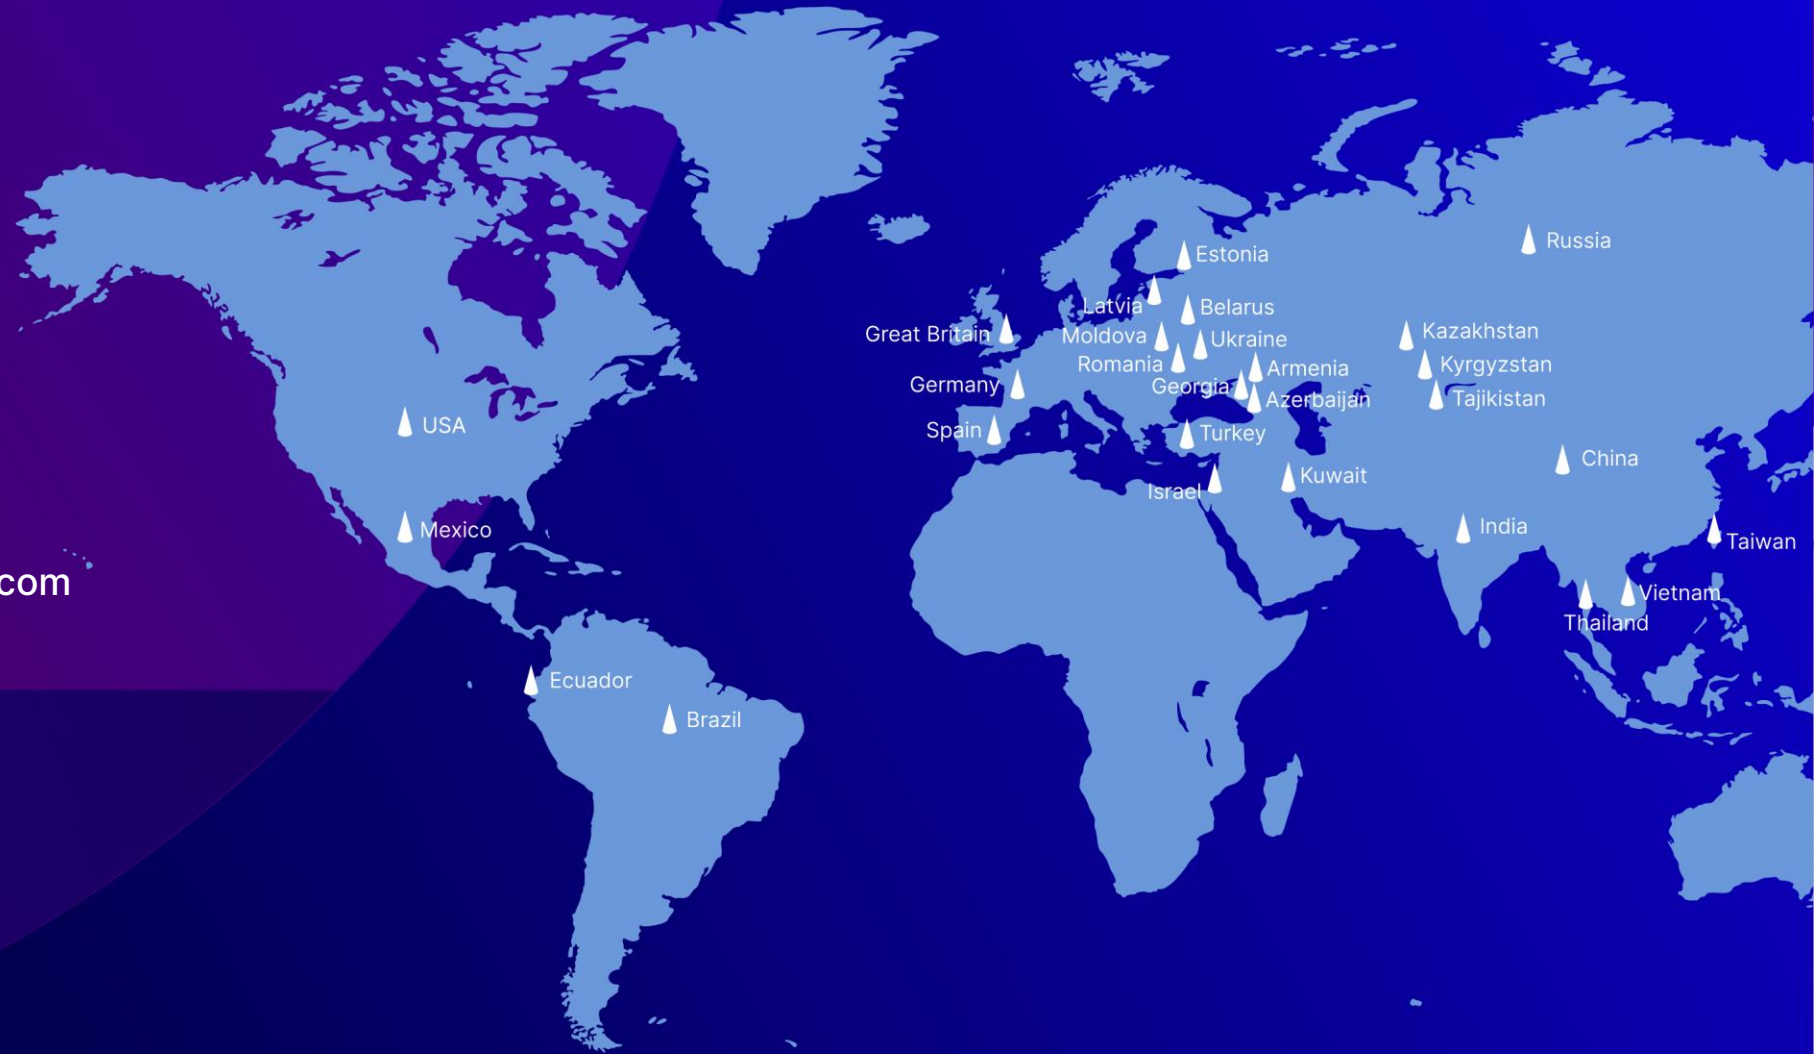 Russia
Estonia
Latvia
Belarus
Great Britain
Moldova
Ukraine
Kazakhstan
Romania
Armenia
Kyrgyzstan
Germany
Georgia
Azerbaijan
Tajikistan
USA
Spain
Turkey
China
Israel
Kuwait
Mexico
India
Taiwan
com
Vietnam
Thailand
Ecuador
Brazil